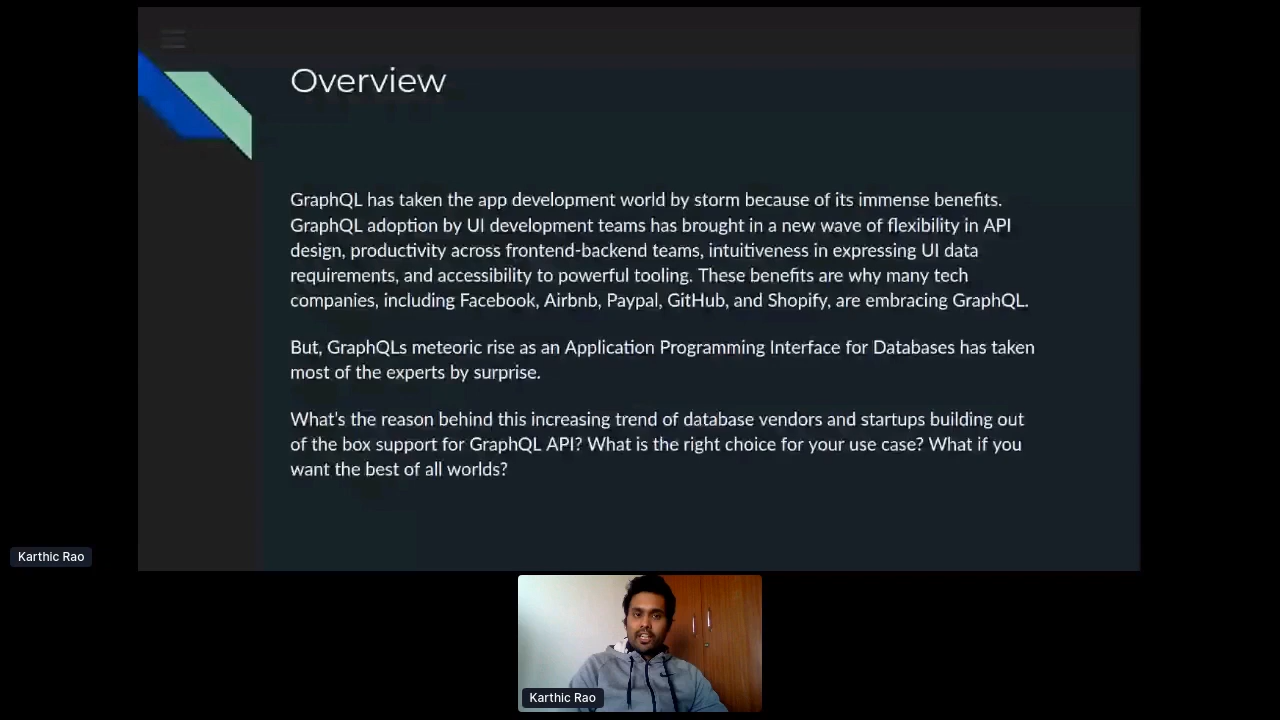 Overview
GraphQL has taken the app development world by storm because of its immense benefits.
GraphQL adoption by UI development teams has brought in a new wave of flexibility in API
design, productivity across frontend-backend teams, intuitiveness in expressing UI data
requirements, and accessibility to powerful tooling. These benefits are why many tech
companies, including Facebook, Airbnb, Paypal, GitHub, and Shopify, are embracing GraphQL.
But, GraphQLs meteoric rise as an Application Programming Interface for Databases has taken
most of the experts by surprise.
What's the reason behind this increasing trend of database vendors and startups building out
of the box support for GraphQL API? What is the right choice for your use case? What if you
want the best of all worlds?
Karthic Rao
Karthic Rao